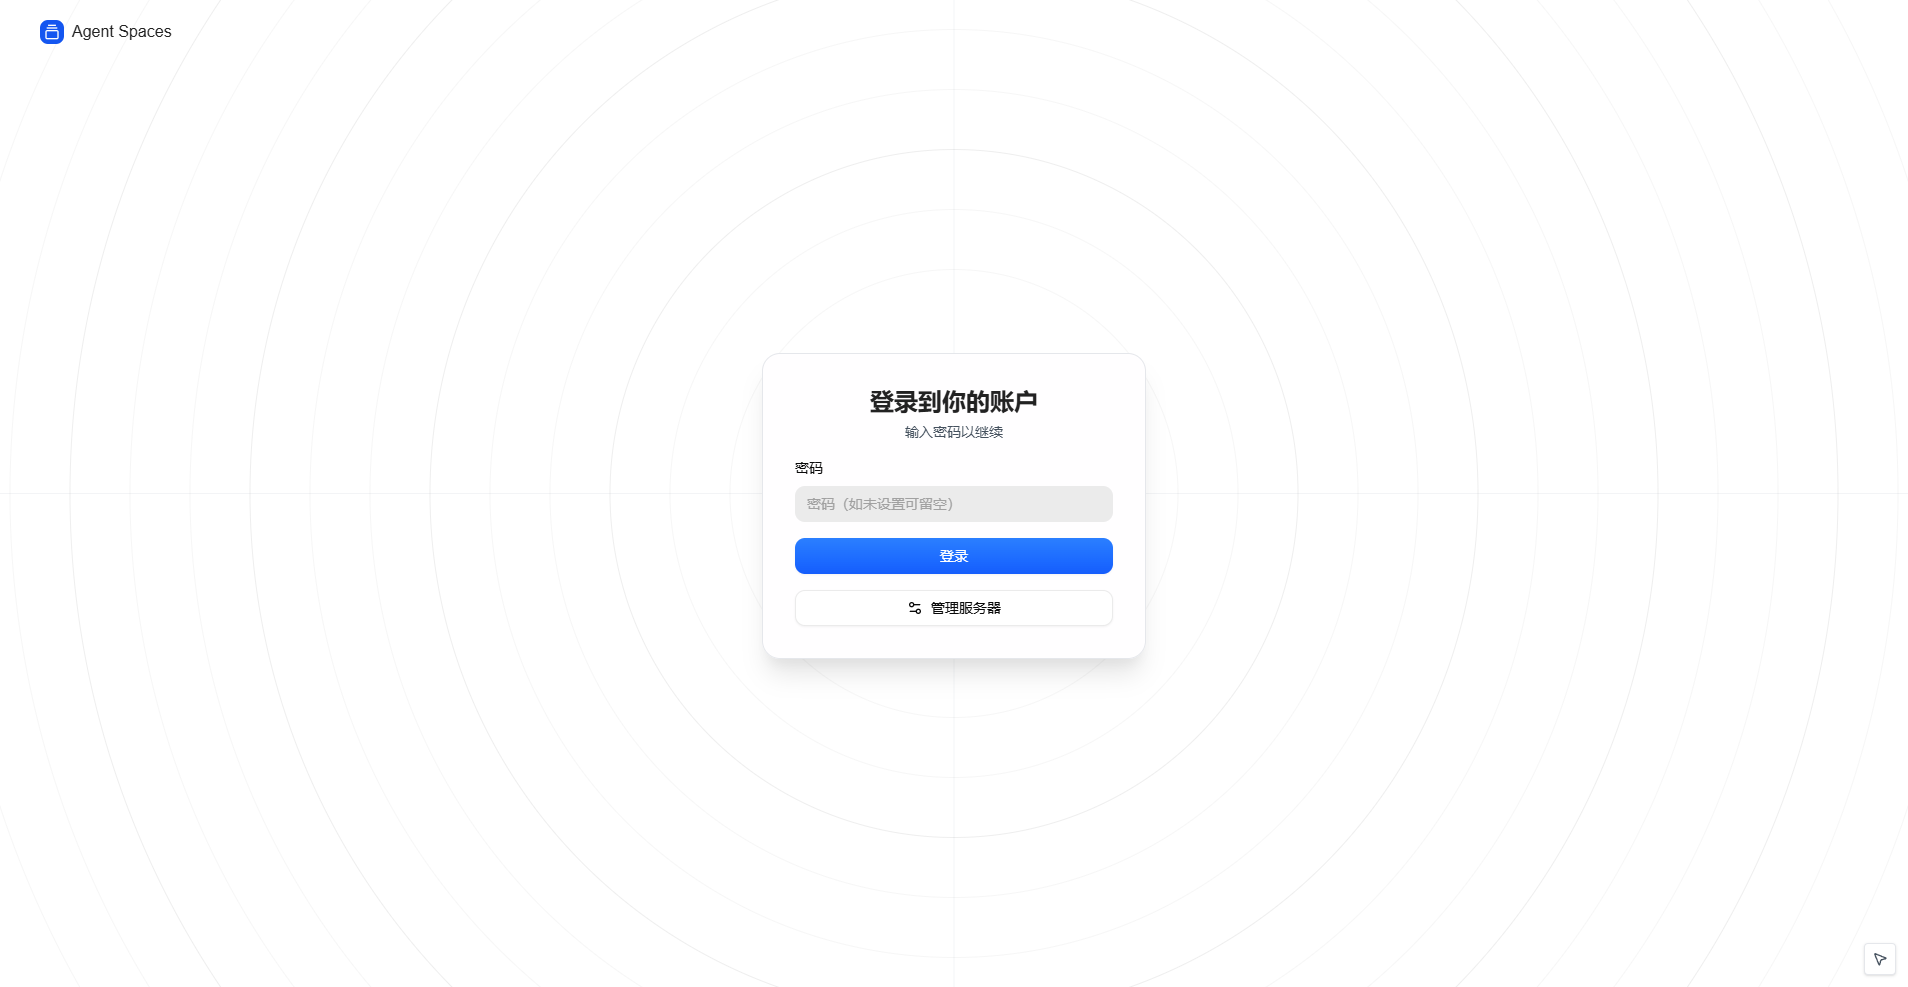 Agent Spaces
登录到你的账户
输入密码以继续
密码
密码（如未设置可留空）
登录
管理服务器